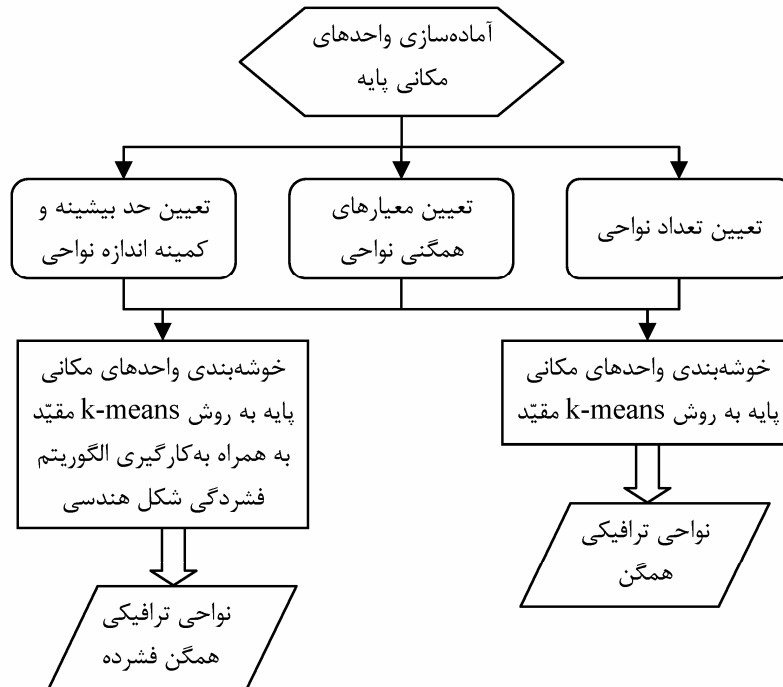 آماده‌سازی واحدهای
مکانی پایه
تعیین تعداد نواحی
تعیین معیارهای
همگنی نواحی
تعیین حد بیشینه و
کمینه اندازه نواحی
خوشه‌بندی واحدهای مکانی
پایه به روش k-means مقیّد
خوشه‌بندی واحدهای مکانی
پایه به روش k-means مقیّد
به همراه به‌کارگیری الگوریتم
فشردگی شکل هندسی
نواحی ترافیکی
همگن
نواحی ترافیکی
همگن فشرده